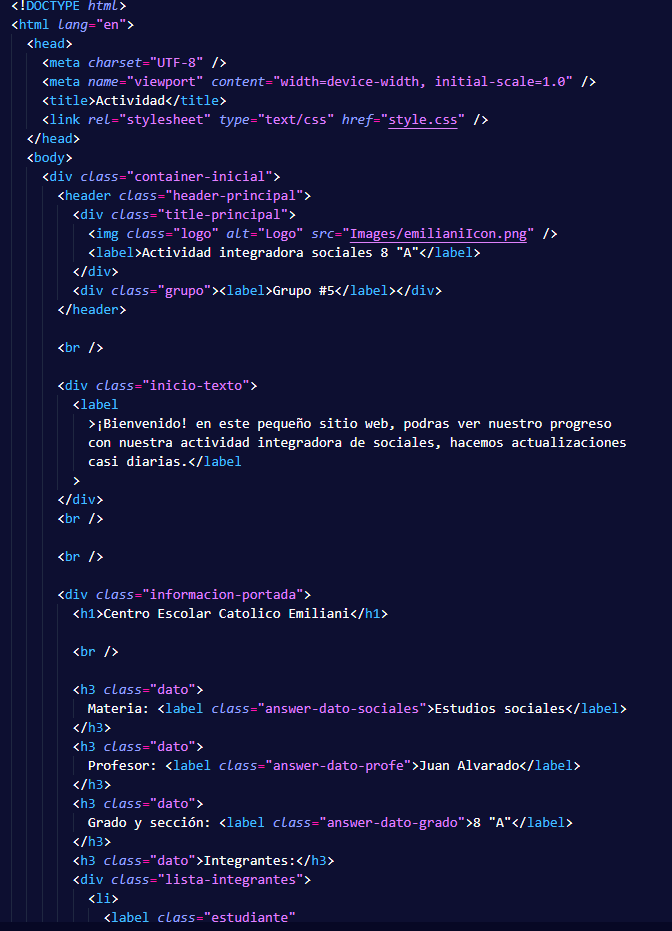 <!DOCTYPE html>
<html lang="en">
<head>
<meta charset="UTF-8" />
<meta name="viewport" content="width=device-width, initial-scale=1.0" />
<title>Actividad</title>
<link rel="stylesheet" type="text/css" href="style.css" />
</head>
<body>
<div class="container-inicial">
<header class="header-principal">
<div class="title-principal">
<img class="logo" alt="Logo" src="Images/emilianiIcon.png" />
<label>Actividad integradora sociales 8 "A"</label>
</div>
<div class="grupo"><label>Grupo #5</label></div>
</header>
<br />
<div class="inicio-texto">
<label
>¡Bienvenido! en este pequeño sitio web, podras ver nuestro progreso
con nuestra actividad integradora de sociales, hacemos actualizaciones
casi diarias.</label
>
</div>
<br />
<br />
<div class="informacion-portada">
<h1>Centro Escolar Catolico Emiliani</h1>
<br />
<h3 class="dato">
Materia: <label class="answer-dato-sociales">Estudios sociales</label>
</h3>
<h3 class="dato">
Profesor: <label class="answer-dato-profe">Juan Alvarado</label>
</h3>
<h3 class="dato">
Grado y sección: <label class="answer-dato-grado">8 "A"</label>
</h3>
<h3 class="dato">Integrantes:</h3>
<div class="lista-integrantes">
<li>
<label class="estudiante"